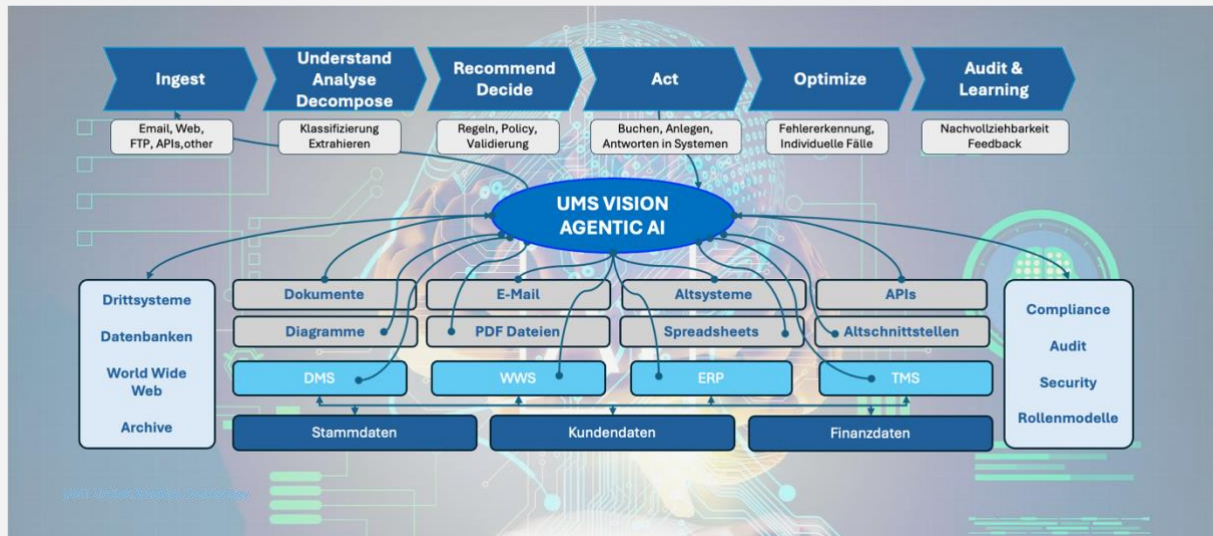 Ingest
Understand
Analyse
Decompose
Recommend
Decide
Act
Optimize
Audit &
Learning
Email, Web,
FTP, APIs,other
Klassifizierung
Extrahieren
Regeln, Policy,
Validierung
Buchen, Anlegen,
Antworten in Systemen
Fehlererkennung,
Individuelle Fälle
Nachvollziehbarkeit
Feedback
UMS VISION
AGENTIC AI
Drittsysteme
Datenbanken
World Wide
Web
Archive
Dokumente
E-Mail
Altsysteme
APIs
Diagramme
PDF Dateien
Spreadsheets
Altschnittstellen
DMS
WWS
ERP
TMS
Stammdaten
Kundendaten
Finanzdaten
Compliance
Audit
Security
Rollenmodelle